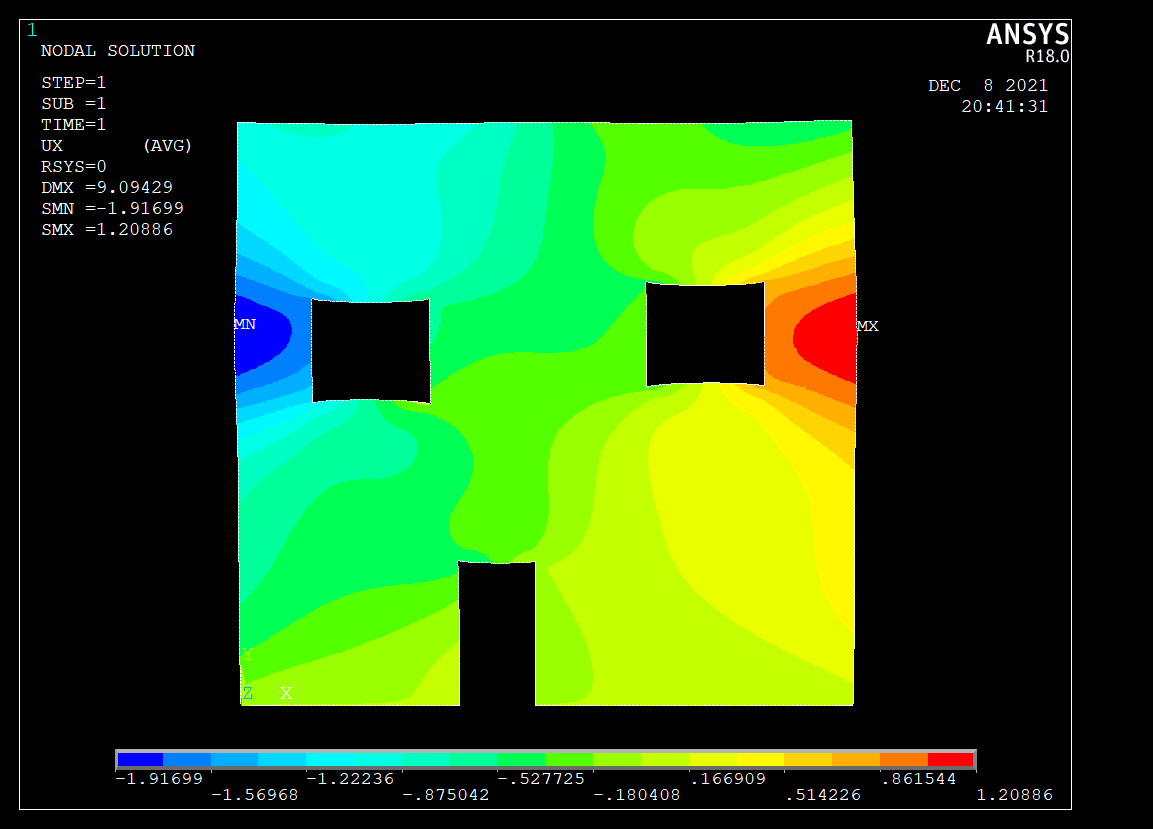 1
NODAL SOLUTION
STEP=1
SUB =1
TIME=1
UX (AVG)
RSYS=0
DMX =9.09429
SMN =-1.91699
SMX =1.20886
ANSYS
R18.0
DEC 8 2021
20:41:31
MN
MX
Y
Z X
-1.91699 -1.22236 -.527725 .166909 .861544
-1.56968 -.875042 -.180408 .514226 1.20886